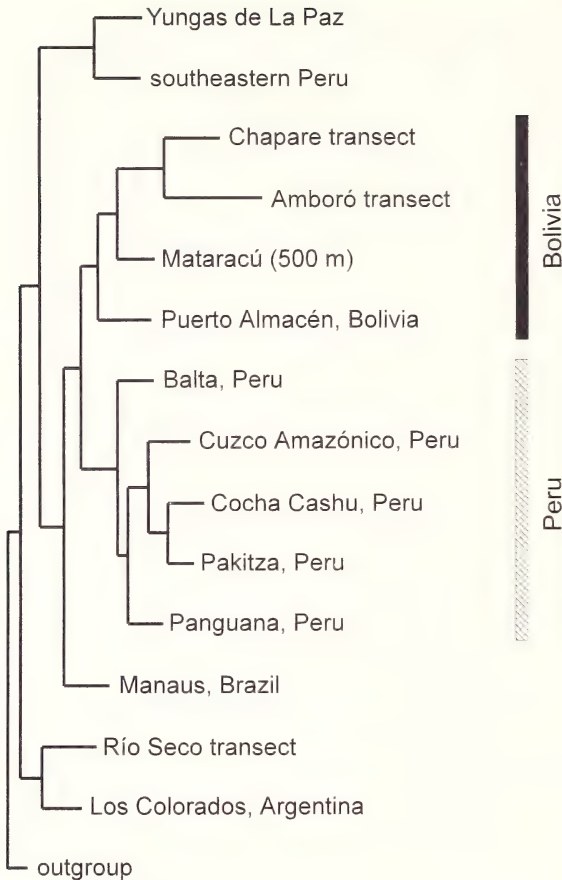 Yungas de La Paz
southeastern Peru
Chapare transect
Amboró transect
Mataracú (500 m)
Puerto Almacén, Bolivia
Balta, Peru
Cuzco Amazónico, Peru
Cocha Cashu, Peru
Pakitza, Peru
Panguana, Peru
Manaus, Brazil
Río Seco transect
Los Colorados, Argentina
outgroup
Bolivia
Peru